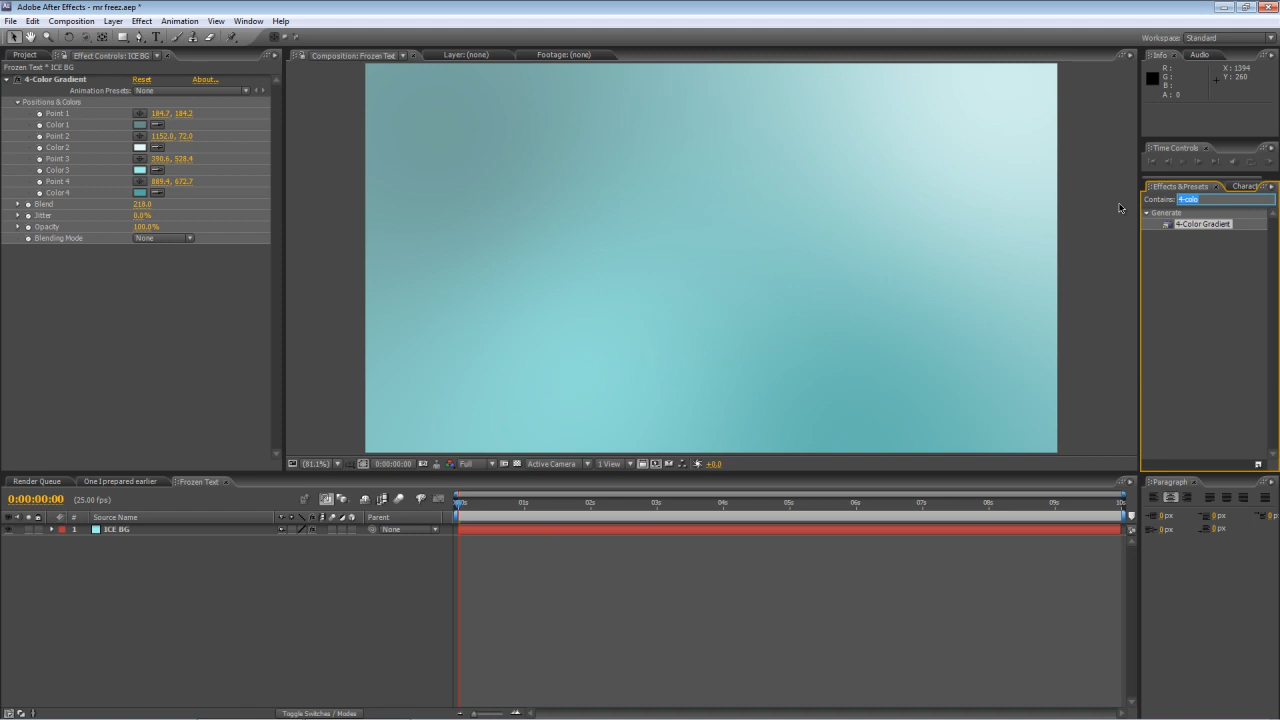 Adobe After Effects - mr freez.aep *
File Edit Composition Layer Effect Animation View Window Help
Workspace: Standard
Project Effect Controls: ICE BG
Composition: Frozen Text Layer: (none) Footage: (none)
Info Audio
Frozen Text * ICE BG
4-Color Gradient Reset About...
Animation Presets: None
Positions & Colors
Point 1 184.7, 184.2
Color 1
Point 2 1152.0, 72.0
Color 2
Point 3 390.6, 528.4
Color 3
Point 4 889.4, 672.7
Color 4
Blend 218.0
Jitter 0.0%
Opacity 100.0%
Blending Mode None
R:
G:
B:
A: 0
X: 1394
Y: 260
Time Controls
Effects & Presets Charact
Contains: 4-colo
Generate
4-Color Gradient
(81.1%) 0:00:00:00 Full Active Camera 1 View +0.0
Render Queue One I prepared earlier Frozen Text
0:00:00:00 (25.00 fps)
# Source Name Parent
0s 01s 02s 03s 04s 05s 06s 07s 08s 09s 10s
1 ICE BG None
Paragraph
0 px 0 px 0 p
0 px 0 px
Toggle Switches / Modes